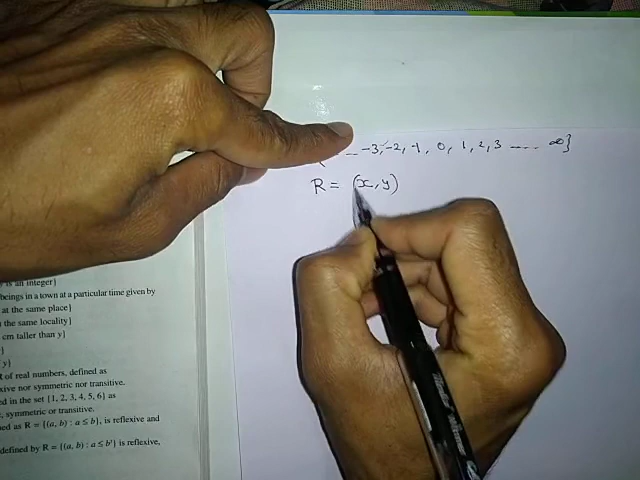 -3, -2, -1, 0, 1, 2, 3 ---- ∞}
R = (x, y)
y is an integer}
beings in a town at a particular time given by
at the same place}
the same locality}
cm taller than y}
}
y}
R of real numbers, defined as
xive nor symmetric nor transitive.
ed in the set {1, 2, 3, 4, 5, 6} as
, symmetric or transitive.
ned as R = {(a, b) : a ≤ b}, is reflexive and
defined by R = {(a, b) : a ≤ b³} is reflexive,